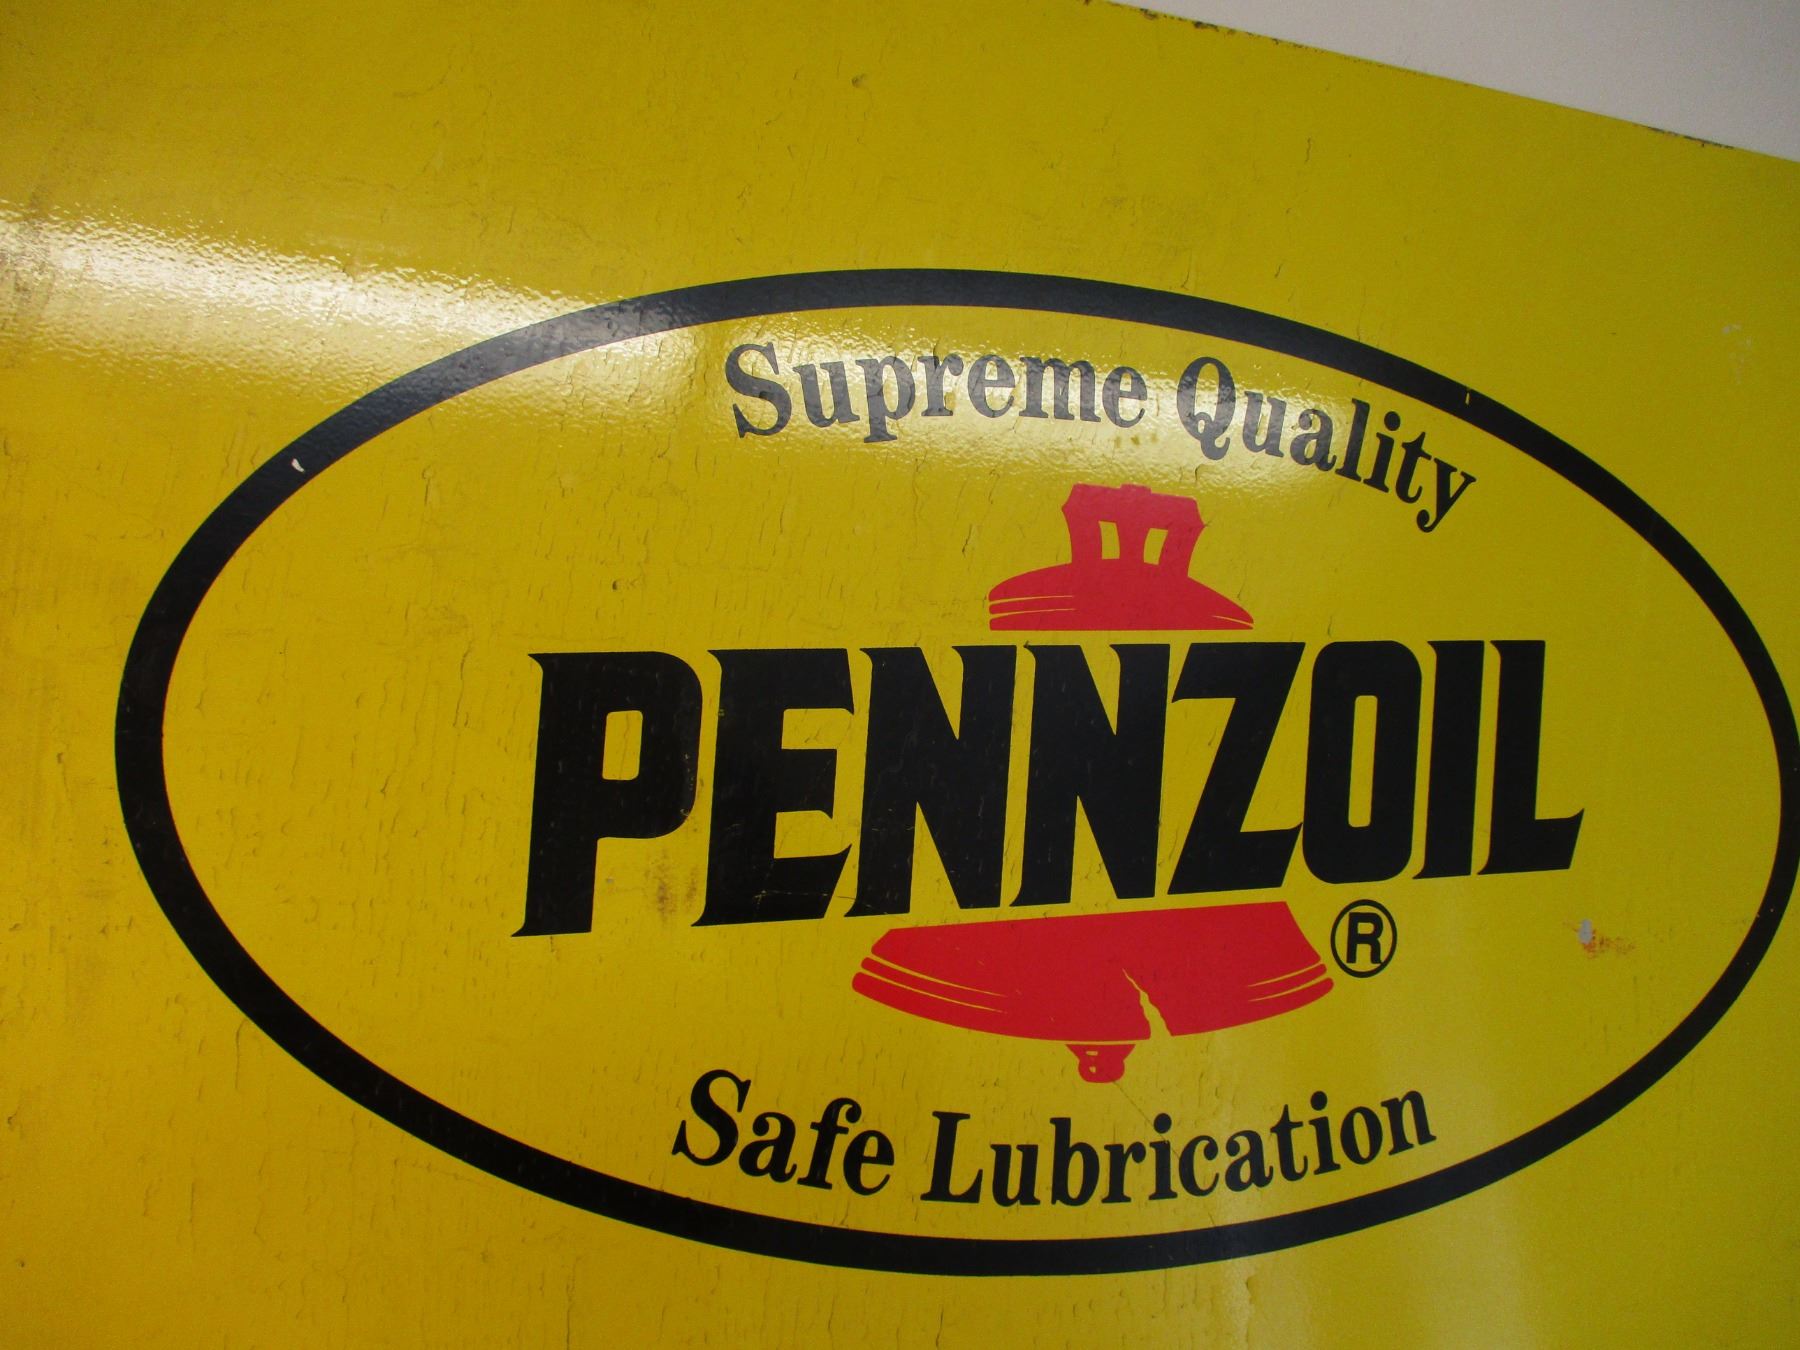 Supreme Quality
PENNZOIL
®
Safe Lubrication